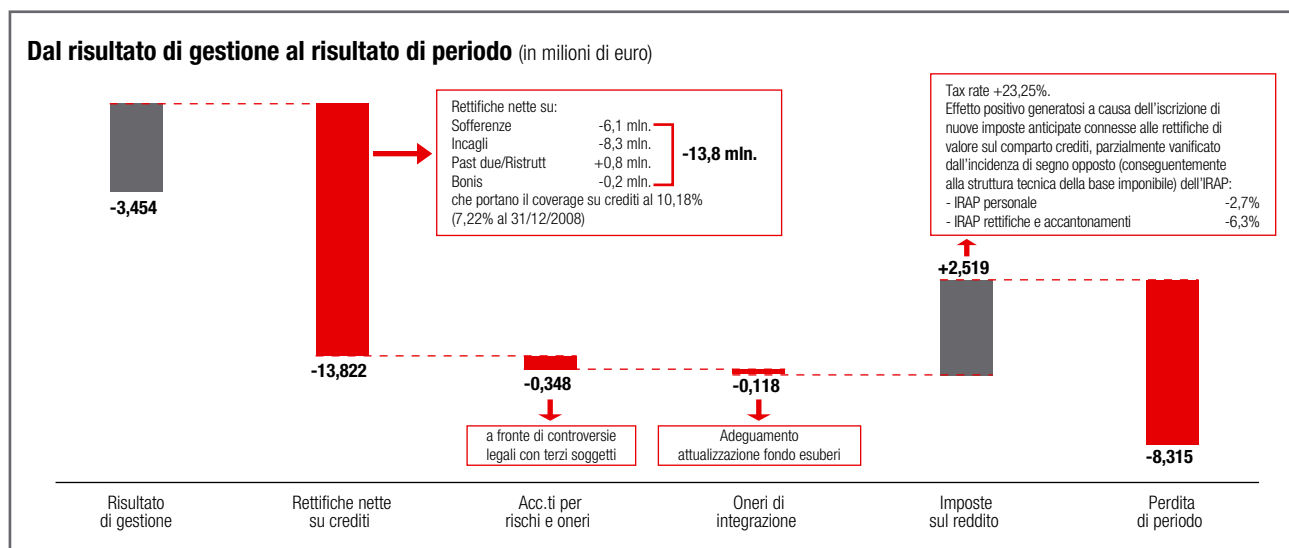 Dal risultato di gestione al risultato di periodo (in milioni di euro)
Rettifiche nette su:
Sofferenze -6,1 mln.
Incagli -8,3 mln.
Past due/Ristrutt +0,8 mln.
Bonis -0,2 mln.
-13,8 mln.
che portano il coverage su crediti al 10,18%
(7,22% al 31/12/2008)
Tax rate +23,25%.
Effetto positivo generatosi a causa dell'iscrizione di
nuove imposte anticipate connesse alle rettifiche di
valore sul comparto crediti, parzialmente vanificato
dall'incidenza di segno opposto (conseguentemente
alla struttura tecnica della base imponibile) dell'IRAP:
- IRAP personale -2,7%
- IRAP rettifiche e accantonamenti -6,3%
-3,454
-13,822
-0,348
-0,118
+2,519
-8,315
a fronte di controversie
legali con terzi soggetti
Adeguamento
attualizzazione fondo esuberi
Risultato
di gestione
Rettifiche nette
su crediti
Acc.ti per
rischi e oneri
Oneri di
integrazione
Imposte
sul reddito
Perdita
di periodo